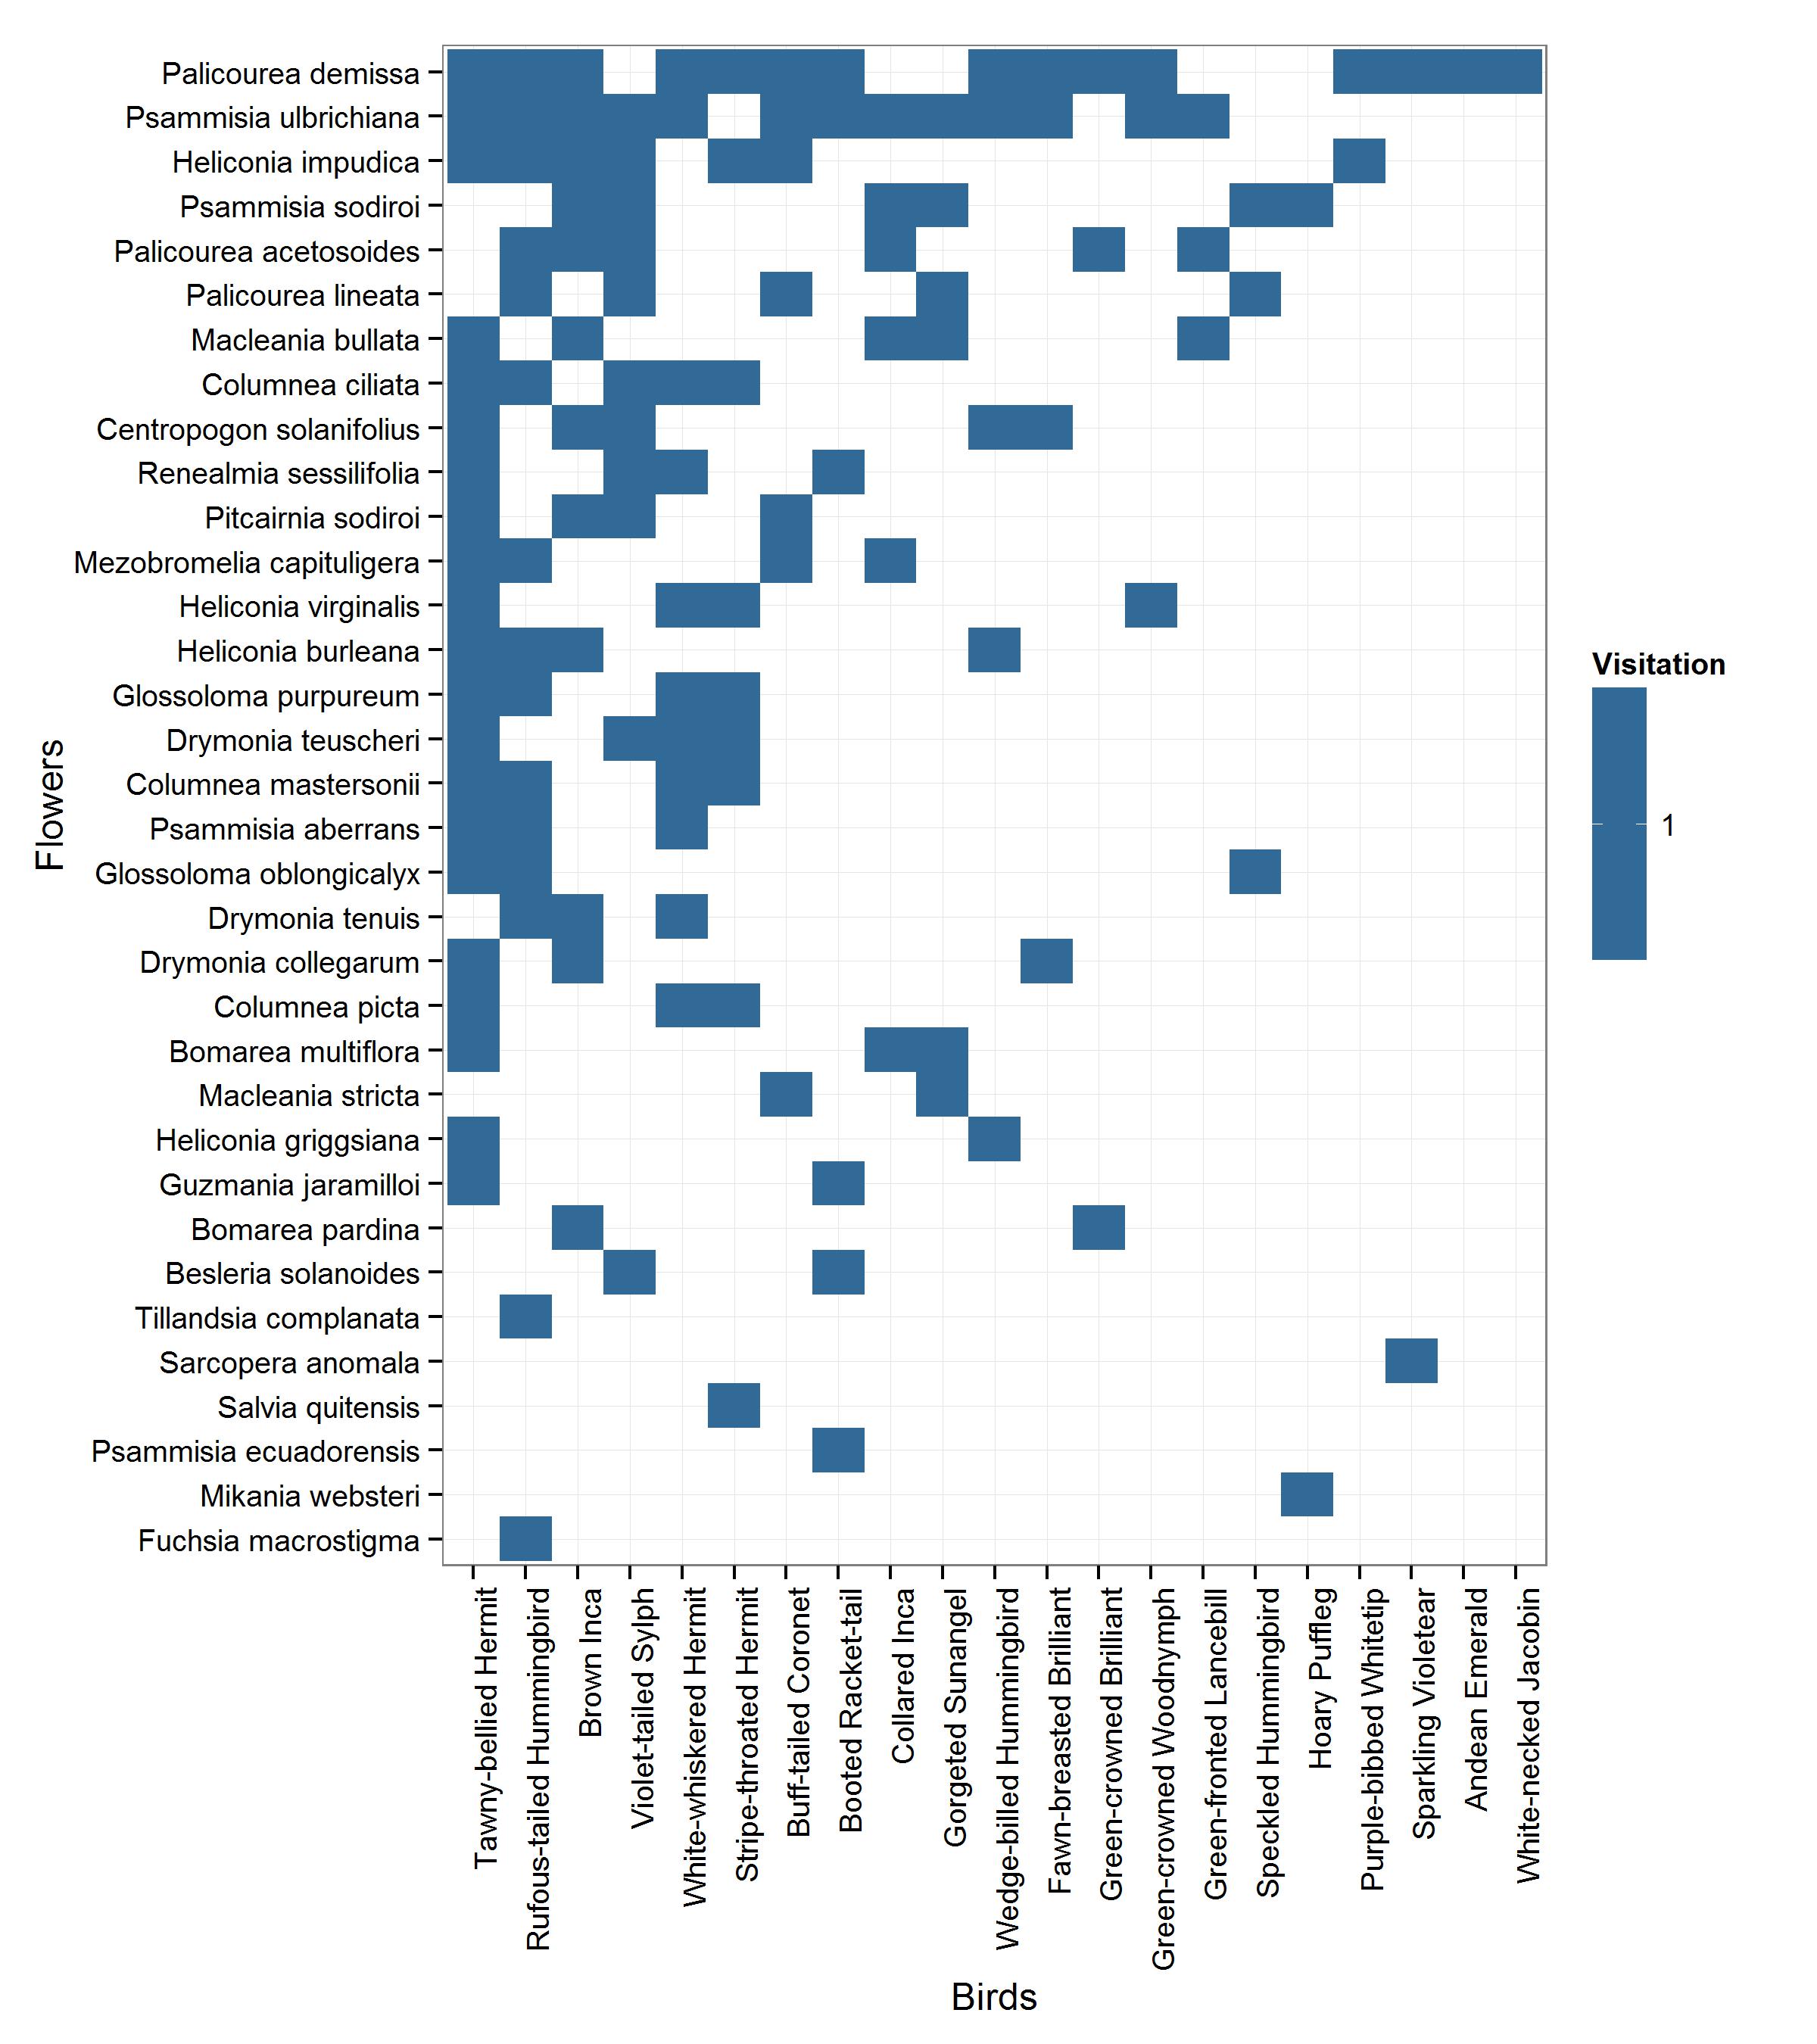 Palicourea demissa
Psammisia ulbrichiana
Heliconia impudica
Psammisia sodiroi
Palicourea acetosoides
Palicourea lineata
Macleania bullata
Columnea ciliata
Centropogon solanifolius
Renealmia sessilifolia
Pitcairnia sodiroi
Mezobromelia capituligera
Heliconia virginalis
Heliconia burleana
Glossoloma purpureum
Drymonia teuscheri
Columnea mastersonii
Psammisia aberrans
Glossoloma oblongicalyx
Drymonia tenuis
Drymonia collegarum
Columnea picta
Bomarea multiflora
Macleania stricta
Heliconia griggsiana
Guzmania jaramilloi
Bomarea pardina
Besleria solanoides
Tillandsia complanata
Sarcopera anomala
Salvia quitensis
Psammisia ecuadorensis
Mikania websteri
Fuchsia macrostigma
Flowers
Tawny-bellied Hermit
Rufous-tailed Hummingbird
Brown Inca
Violet-tailed Sylph
White-whiskered Hermit
Stripe-throated Hermit
Buff-tailed Coronet
Booted Racket-tail
Collared Inca
Gorgeted Sunangel
Wedge-billed Hummingbird
Fawn-breasted Brilliant
Green-crowned Brilliant
Green-crowned Woodnymph
Green-fronted Lancebill
Speckled Hummingbird
Hoary Puffleg
Purple-bibbed Whitetip
Sparkling Violetear
Andean Emerald
White-necked Jacobin
Birds
Visitation
1